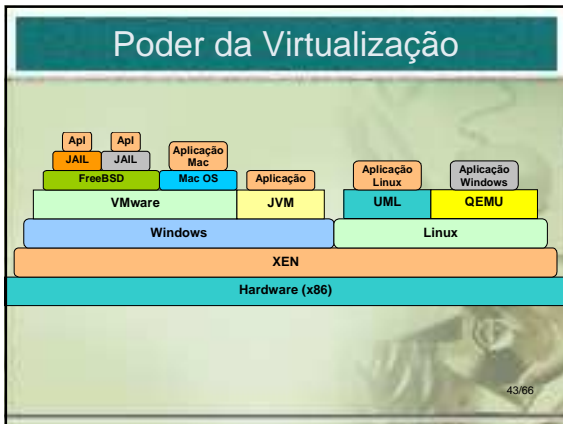 Poder da Virtualização
Apl Apl
JAIL JAIL
Aplicação
Mac
FreeBSD Mac OS Aplicação
Aplicação
Linux
Aplicação
Windows
VMware JVM UML QEMU
Windows Linux
XEN
Hardware (x86)
43/66